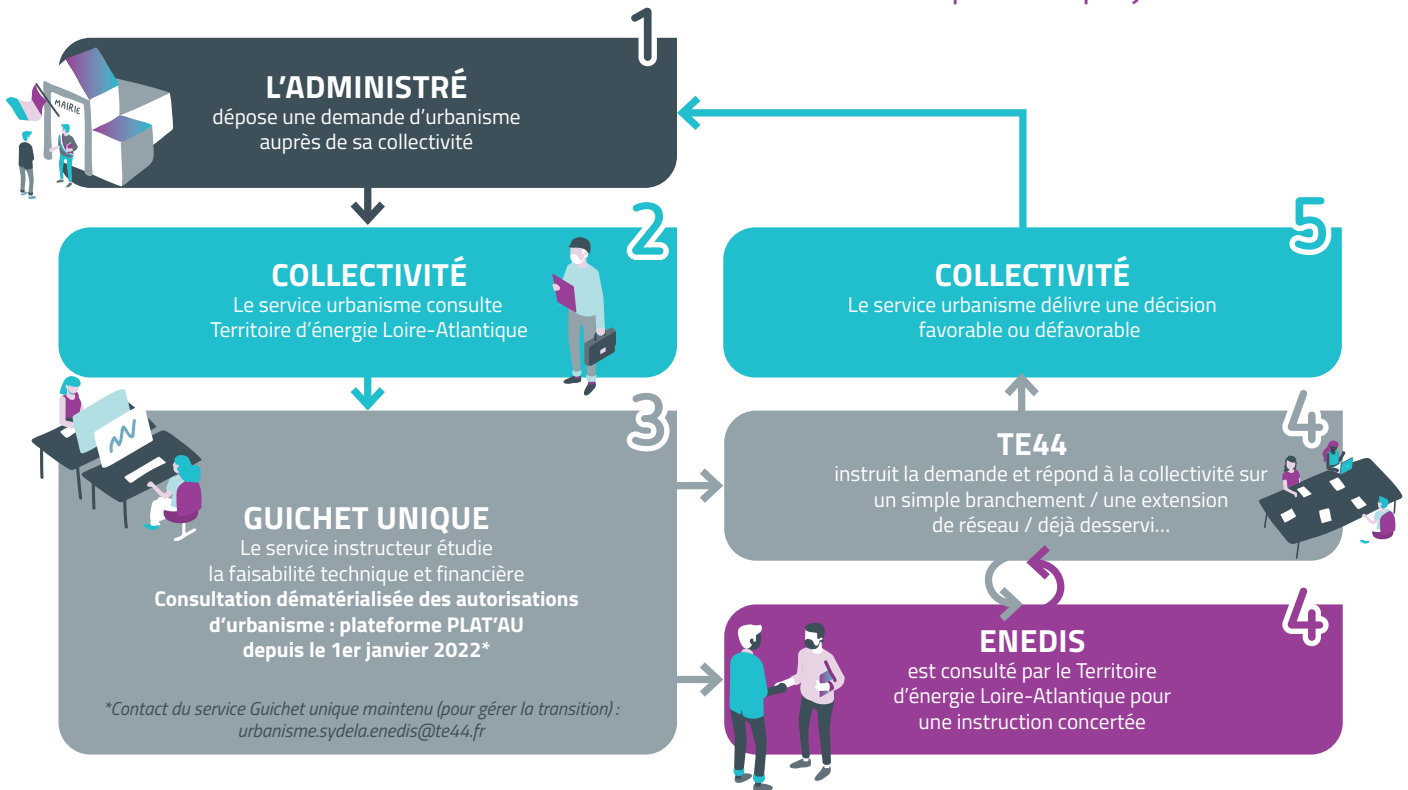 1
L'ADMINISTRÉ
dépose une demande d'urbanisme
auprès de sa collectivité
MAIRIE
2
COLLECTIVITÉ
Le service urbanisme consulte
Territoire d'énergie Loire-Atlantique
3
GUICHET UNIQUE
Le service instructeur étudie
la faisabilité technique et financière
Consultation dématérialisée des autorisations
d'urbanisme : plateforme PLAT'AU
depuis le 1er janvier 2022*
*Contact du service Guichet unique maintenu (pour gérer la transition) :
urbanisme.sydela.enedis@te44.fr
4
TE44
instruit la demande et répond à la collectivité sur
un simple branchement / une extension
de réseau / déjà desservi...
4
ENEDIS
est consulté par le Territoire
d'énergie Loire-Atlantique pour
une instruction concertée
5
COLLECTIVITÉ
Le service urbanisme délivre une décision
favorable ou défavorable